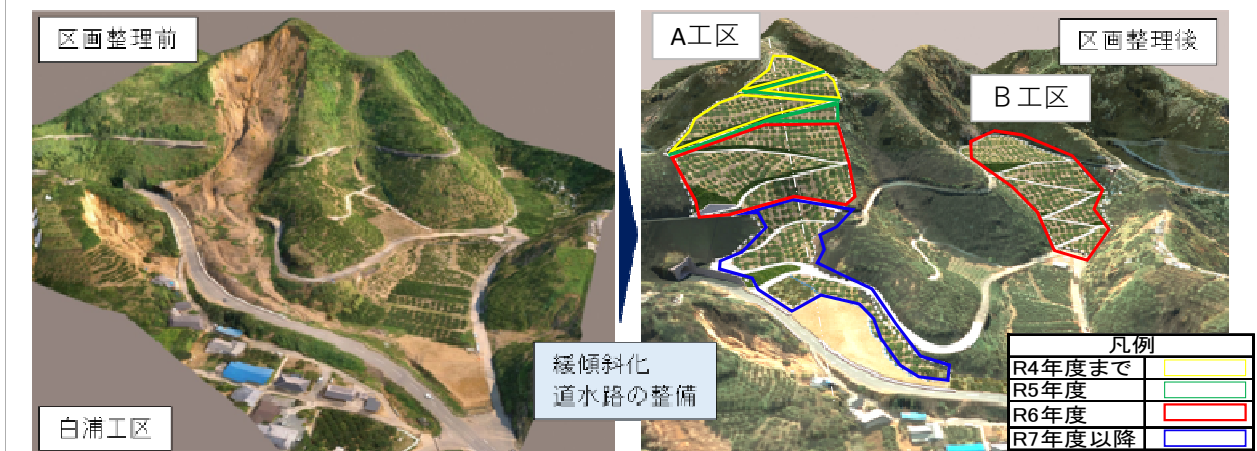 区画整理前
A工区
区画整理後
B工区
緩傾斜化
道水路の整備
白浦工区
凡例
R4年度まで
R5年度
R6年度
R7年度以降